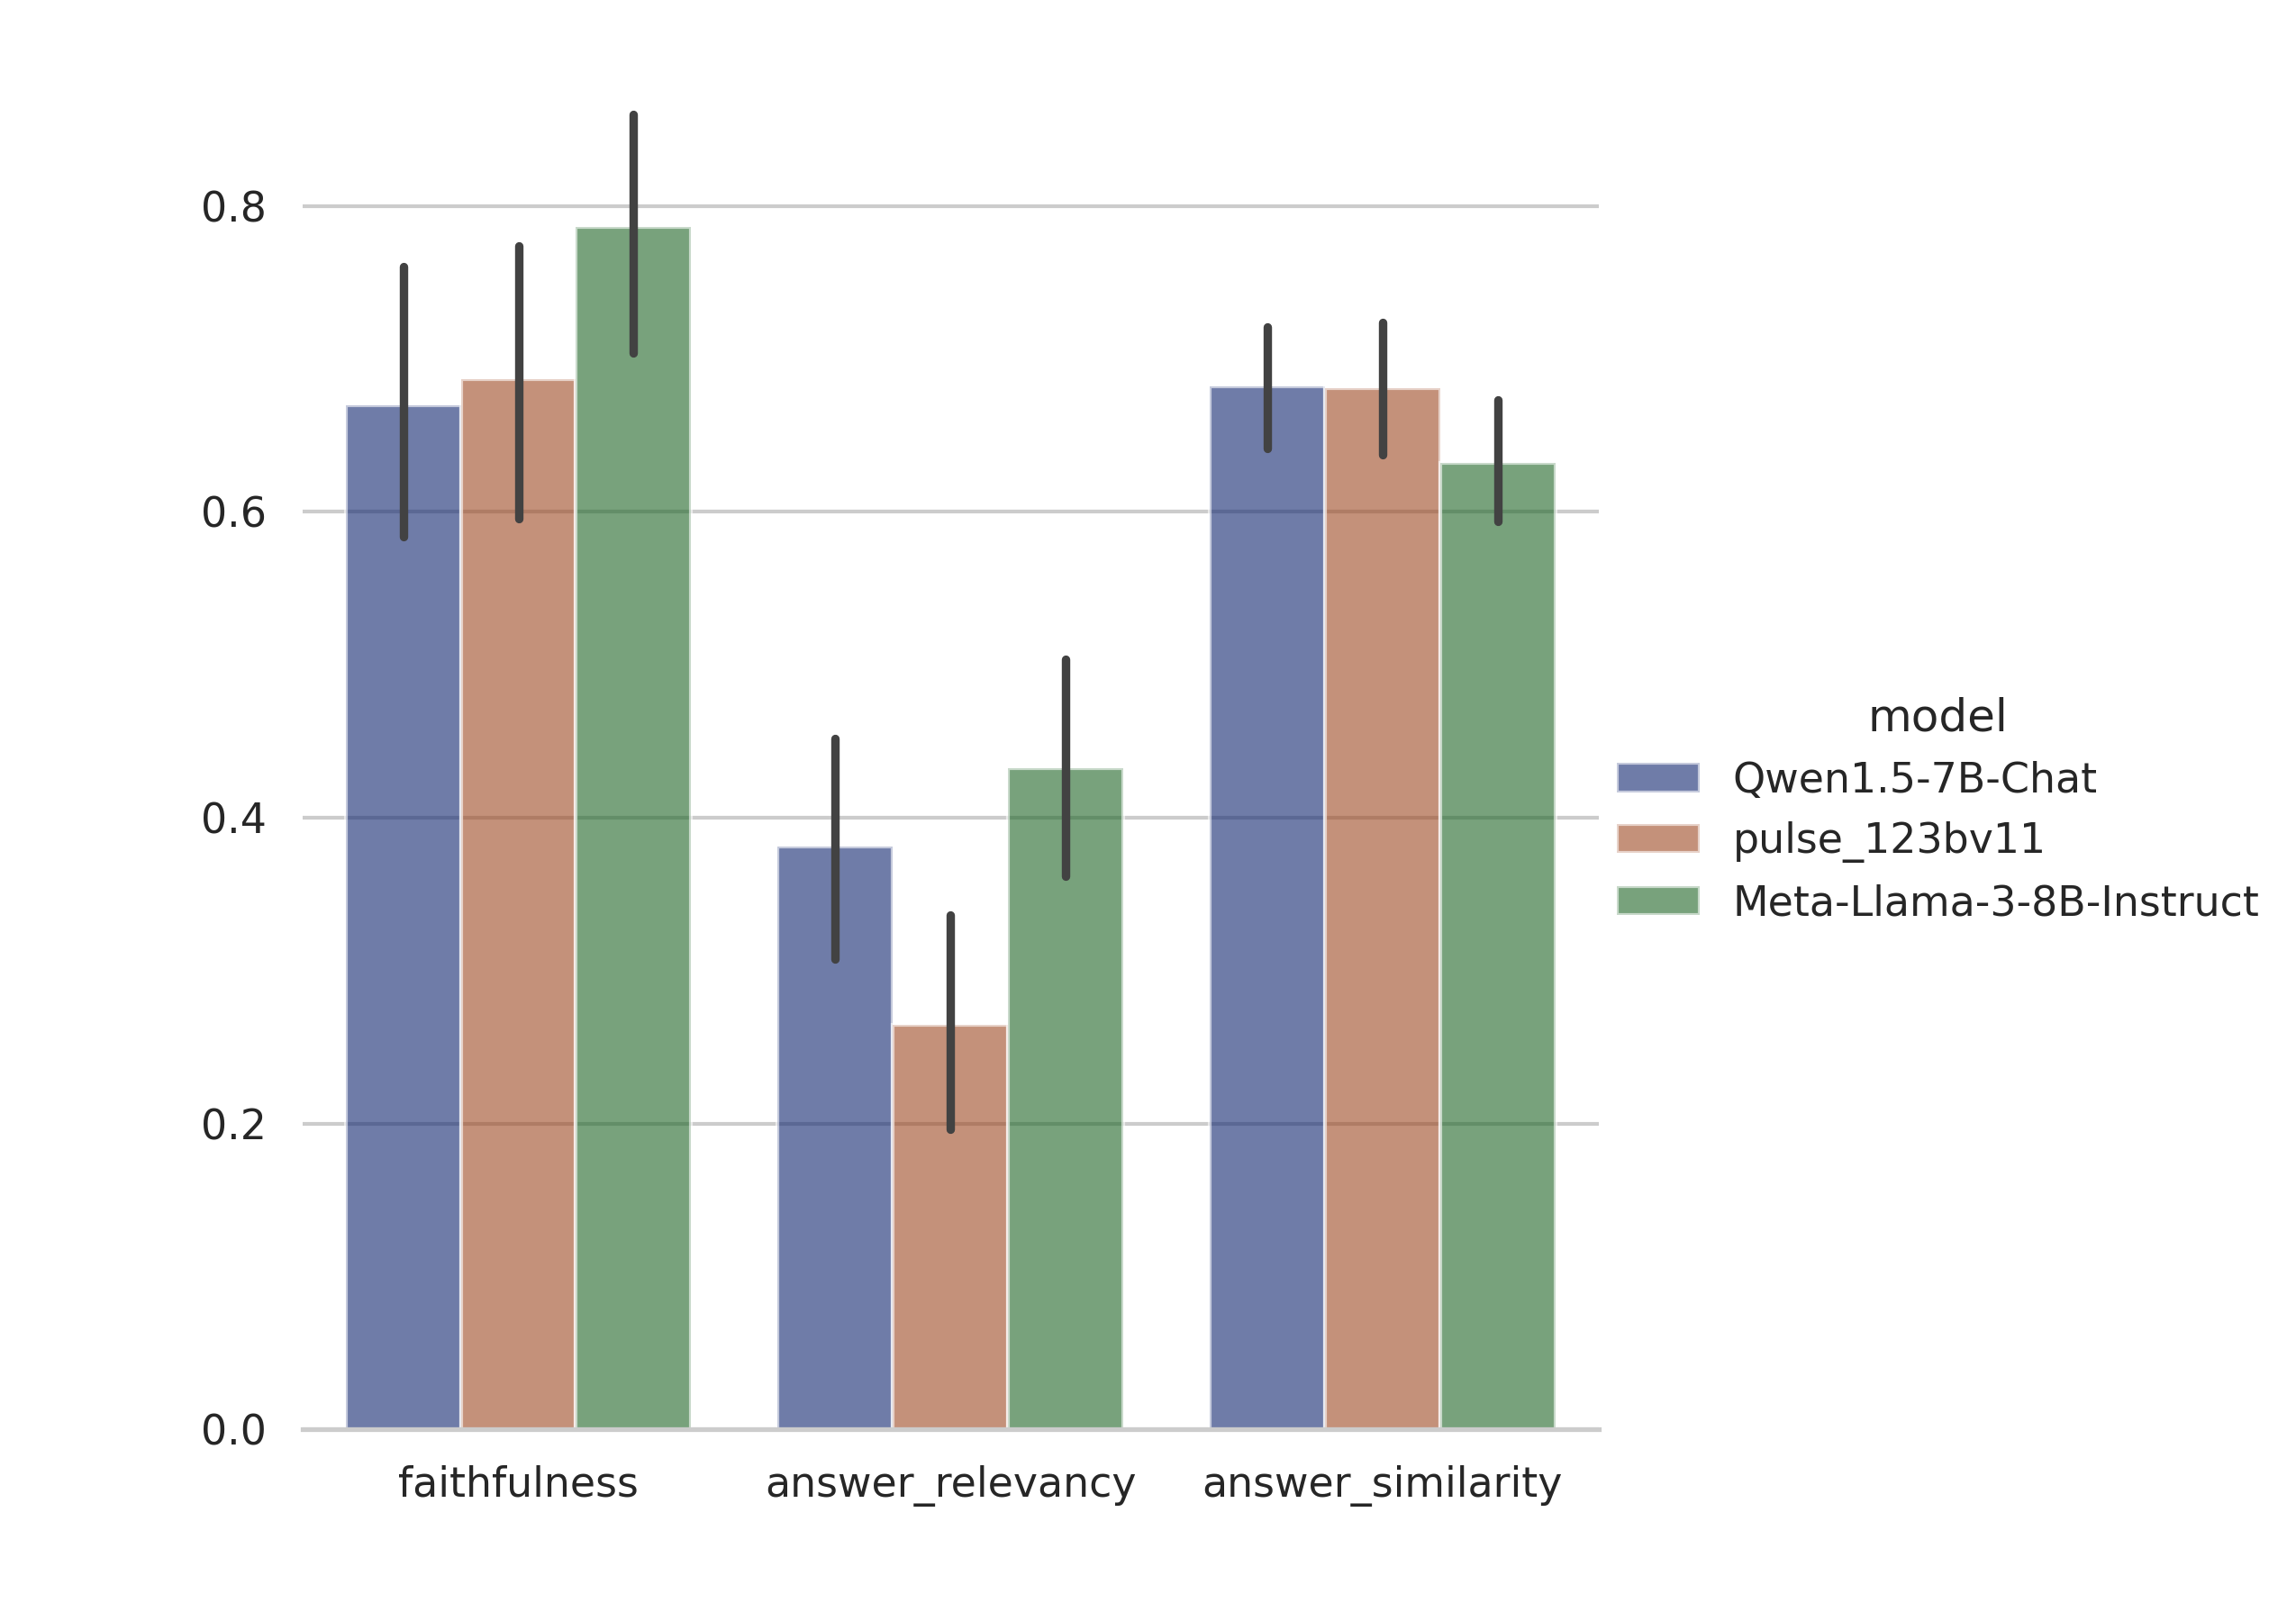 0.8
0.6
0.4
0.2
0.0
faithfulness
answer_relevancy
answer_similarity
model
Qwen1.5-7B-Chat
pulse_123bv11
Meta-Llama-3-8B-Instruct